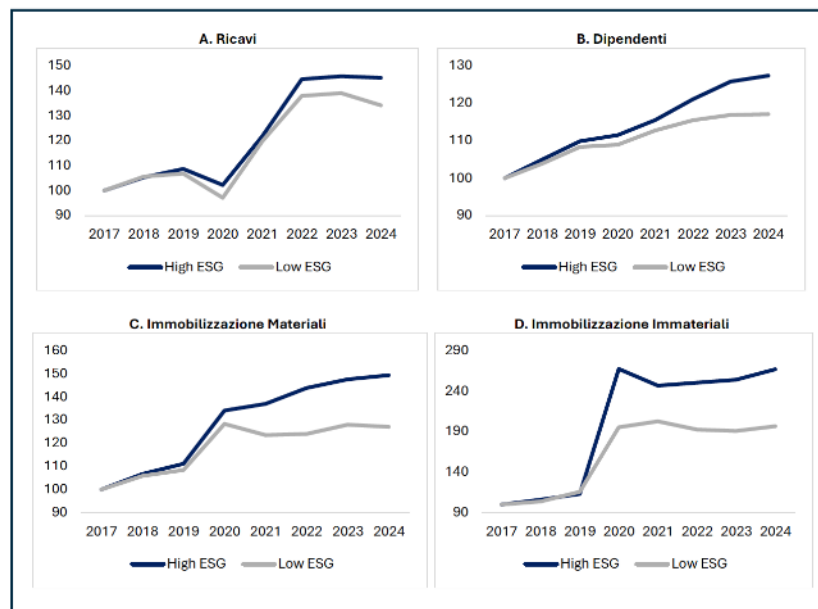 A. Ricavi
150
140
130
120
110
100
90
2017 2018 2019 2020 2021 2022 2023 2024
High ESG Low ESG
B. Dipendenti
130
120
110
100
90
2017 2018 2019 2020 2021 2022 2023 2024
High ESG Low ESG
C. Immobilizzazione Materiali
160
150
140
130
120
110
100
90
2017 2018 2019 2020 2021 2022 2023 2024
High ESG Low ESG
D. Immobilizzazione Immateriali
290
240
190
140
90
2017 2018 2019 2020 2021 2022 2023 2024
High ESG Low ESG